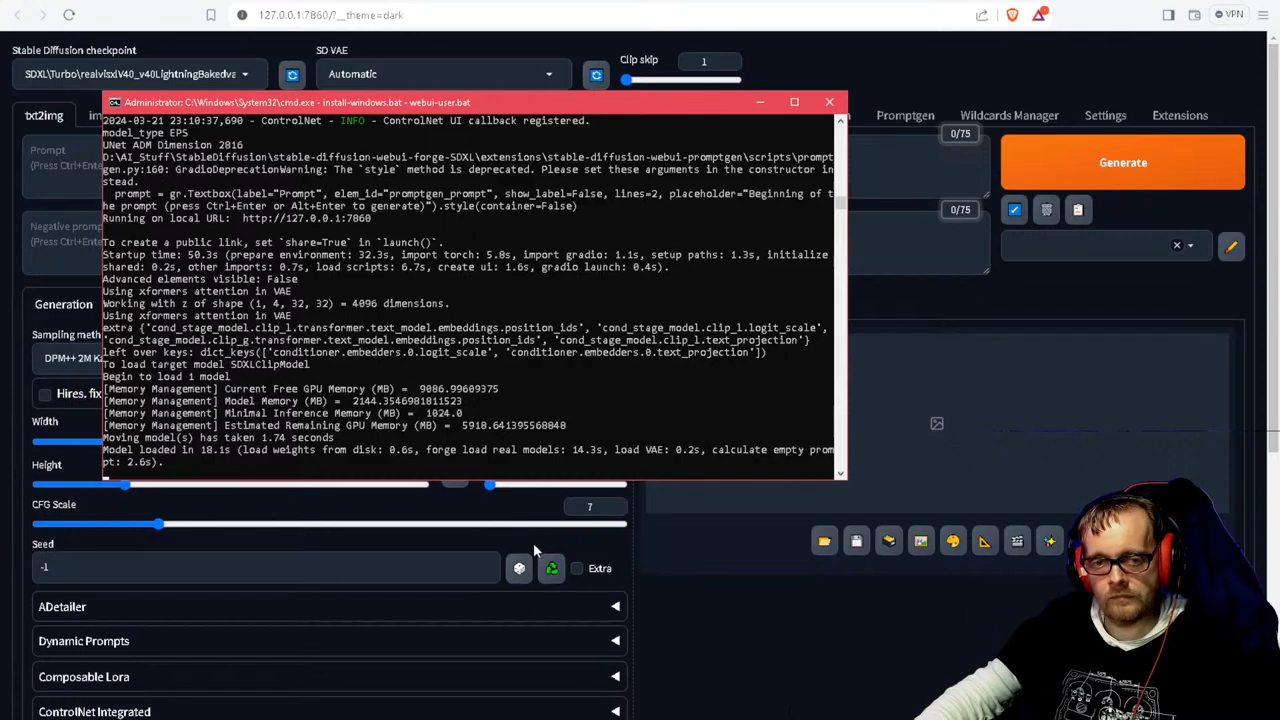 127.0.0.1:7860/?__theme=dark
VPN
Stable Diffusion checkpoint
SD VAE
Clip skip
1
SDXL\Turbo\realvisxlV40_v40LightningBakedva
Automatic
Administrator: C:\Windows\System32\cmd.exe - install-windows.bat - webui-user.bat
txt2img
Promptgen
Wildcards Manager
Settings
Extensions
2024-03-21 23:10:37,690 - ControlNet - INFO - ControlNet UI callback registered.
model_type EPS
UNet ADM Dimension 2816
D:\AI_Stuff\StableDiffusion\stable-diffusion-webui-forge-SDXL\extensions\stable-diffusion-webui-promptgen\scripts\prompt
gen.py:160: GradioDeprecationWarning: The `style` method is deprecated. Please set these arguments in the constructor in
stead.
prompt = gr.Textbox(label="Prompt", elem_id="promptgen_prompt", show_label=False, lines=2, placeholder="Beginning of t
he prompt (press Ctrl+Enter or Alt+Enter to generate)").style(container=False)
Running on local URL:  http://127.0.0.1:7860
To create a public link, set `share=True` in `launch()`.
Startup time: 50.3s (prepare environment: 32.3s, import torch: 5.8s, import gradio: 1.1s, setup paths: 1.3s, initialize
shared: 0.2s, other imports: 0.7s, load scripts: 6.7s, create ui: 1.6s, gradio launch: 0.4s).
Advanced elements visible: False
Using xformers attention in VAE
Working with z of shape (1, 4, 32, 32) = 4096 dimensions.
Using xformers attention in VAE
extra {'cond_stage_model.clip_l.transformer.text_model.embeddings.position_ids', 'cond_stage_model.clip_l.logit_scale',
'cond_stage_model.clip_g.transformer.text_model.embeddings.position_ids', 'cond_stage_model.clip_l.text_projection'}
left over keys: dict_keys(['conditioner.embedders.0.logit_scale', 'conditioner.embedders.0.text_projection'])
To load target model SDXLClipModel
Begin to load 1 model
[Memory Management] Current Free GPU Memory (MB) =  9086.99609375
[Memory Management] Model Memory (MB) =  2144.3546981811523
[Memory Management] Minimal Inference Memory (MB) =  1024.0
[Memory Management] Estimated Remaining GPU Memory (MB) =  5918.641395568848
Moving model(s) has taken 1.74 seconds
Model loaded in 18.1s (load weights from disk: 0.6s, forge load real models: 14.3s, load VAE: 0.2s, calculate empty prom
pt: 2.6s).
Prompt
(Press Ctrl+Enter
0/75
Generate
Negative prompt
(Press Ctrl+Enter
0/75
Generation
Sampling method
DPM++ 2M K
Hires. fix
Width
Height
CFG Scale
7
Seed
-1
Extra
ADetailer
Dynamic Prompts
Composable Lora
ControlNet Integrated